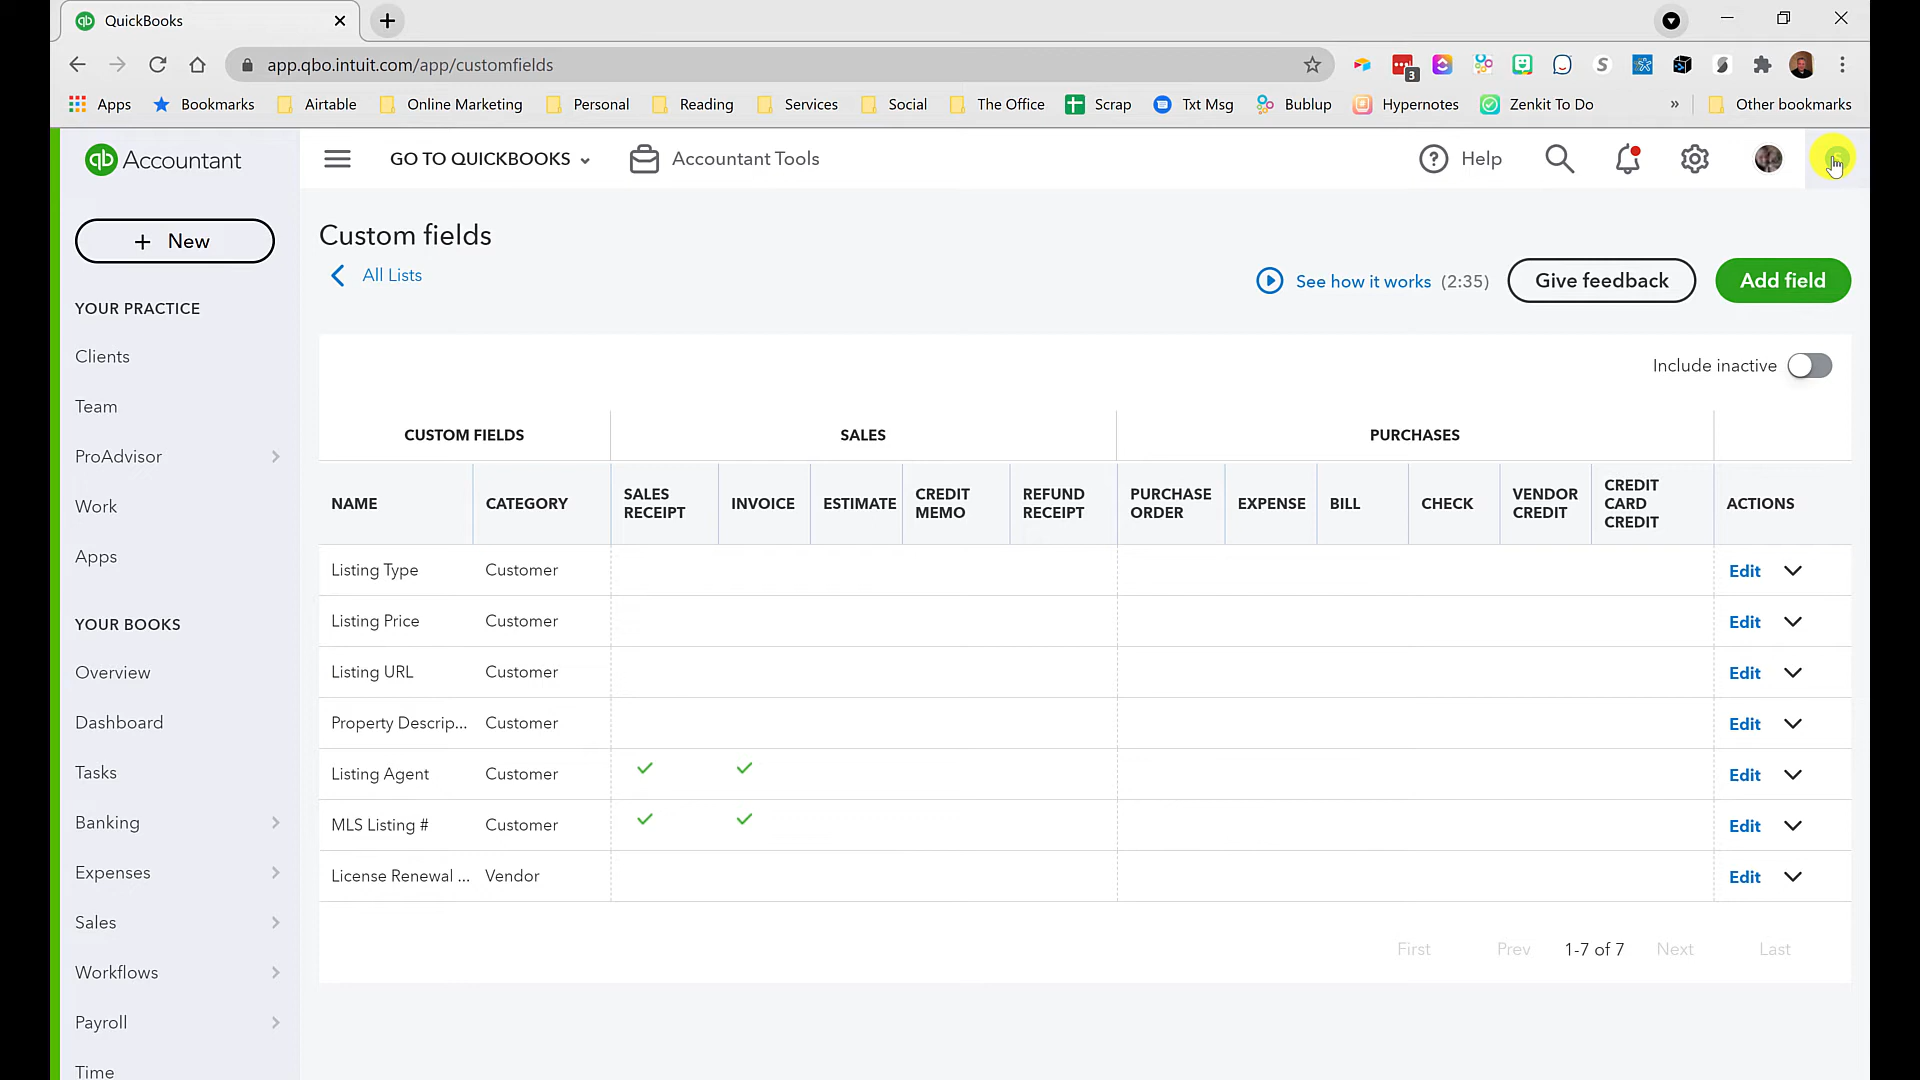 QuickBooks
app.qbo.intuit.com/app/customfields
3
Apps Bookmarks Airtable Online Marketing Personal Reading Services Social The Office Scrap Txt Msg Bublup Hypernotes Zenkit To Do » Other bookmarks
qb Accountant
GO TO QUICKBOOKS Accountant Tools Help
+ New
Custom fields
All Lists
See how it works (2:35) Give feedback Add field
YOUR PRACTICE
Clients
Team
ProAdvisor
Work
Apps
YOUR BOOKS
Overview
Dashboard
Tasks
Banking
Expenses
Sales
Workflows
Payroll
Time
Include inactive
CUSTOM FIELDS SALES PURCHASES
NAME CATEGORY SALES RECEIPT INVOICE ESTIMATE CREDIT MEMO REFUND RECEIPT PURCHASE ORDER EXPENSE BILL CHECK VENDOR CREDIT CREDIT CARD CREDIT ACTIONS
Listing Type Customer Edit
Listing Price Customer Edit
Listing URL Customer Edit
Property Descrip... Customer Edit
Listing Agent Customer Edit
MLS Listing # Customer Edit
License Renewal ... Vendor Edit
First Prev 1-7 of 7 Next Last